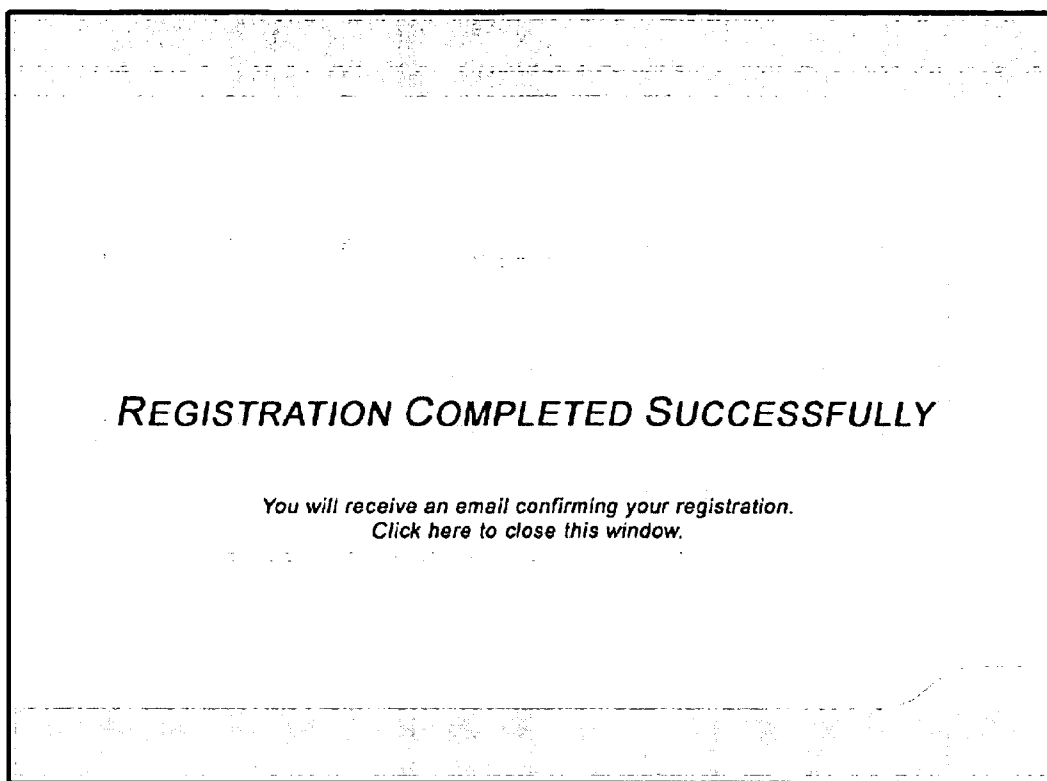 REGISTRATION COMPLETED SUCCESSFULLY
You will receive an email confirming your registration.
Click here to close this window.